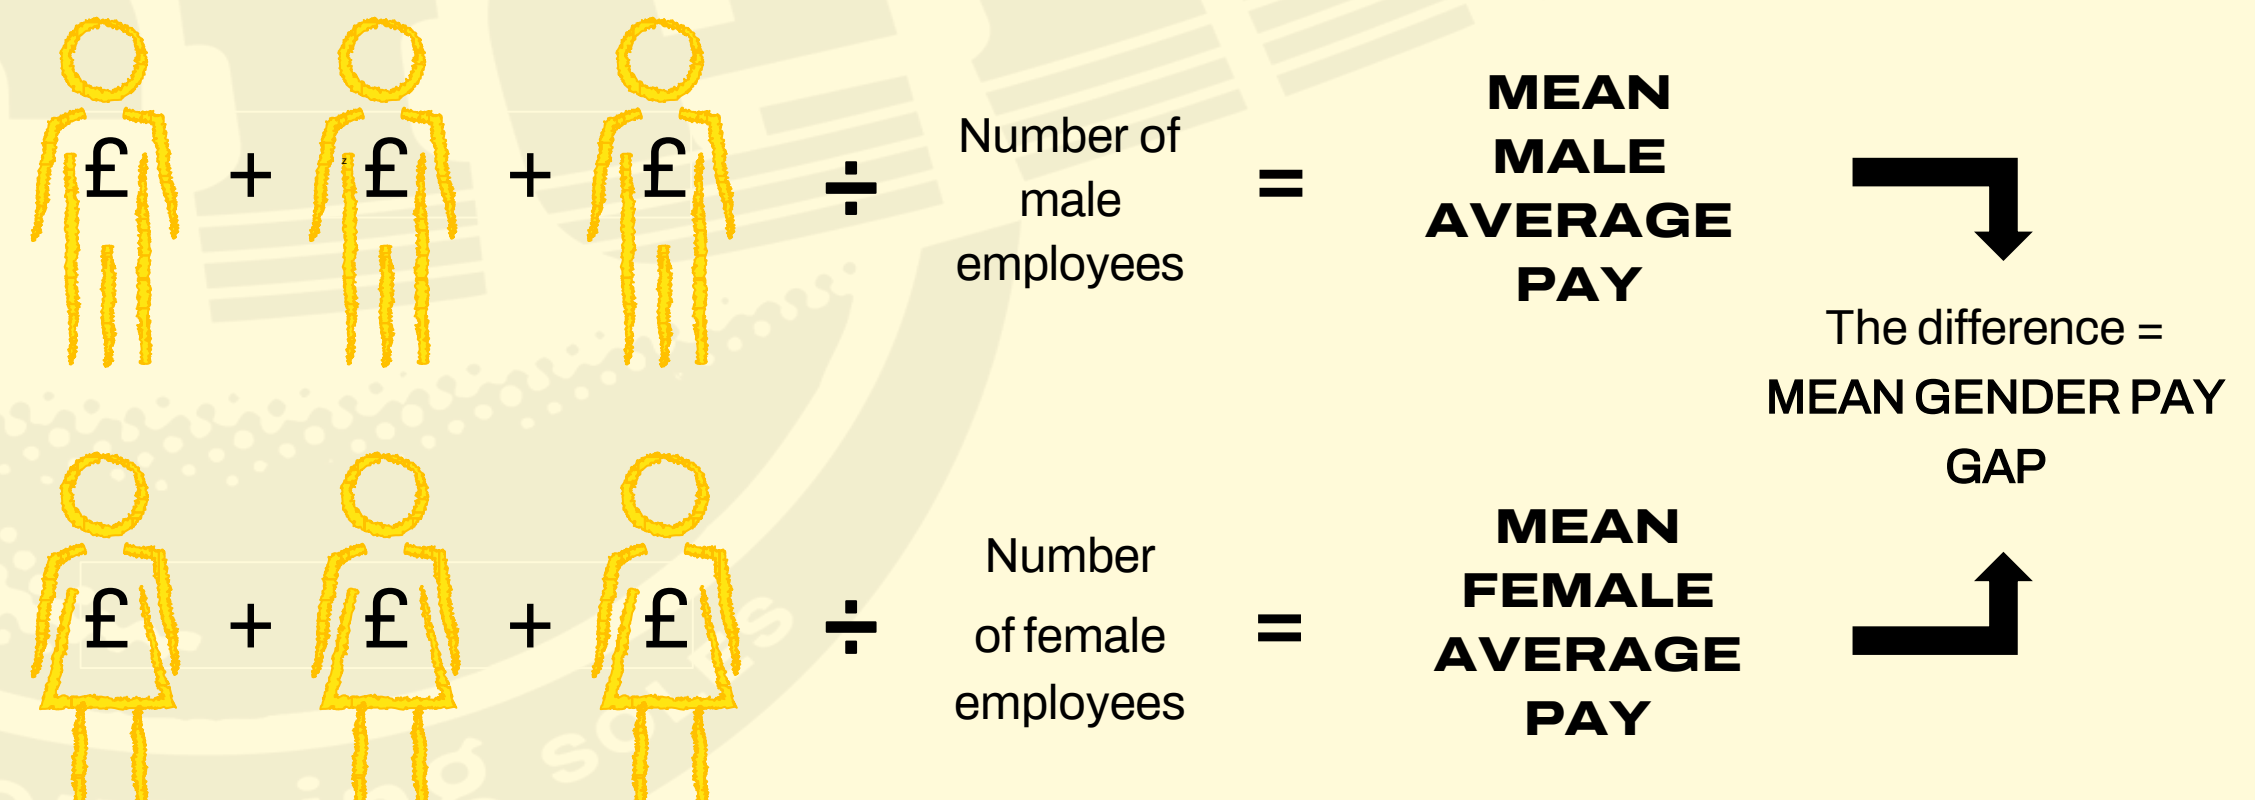 £ + £ + £ ÷ Number of
male
employees
=
MEAN
MALE
AVERAGE
PAY
z
The difference =
MEAN GENDER PAY
GAP
£ + £ + £ ÷ Number
of female
employees
=
MEAN
FEMALE
AVERAGE
PAY